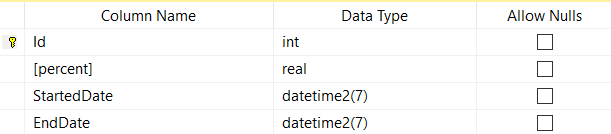 Column Name Data Type Allow Nulls
Id int
[percent] real
StartedDate datetime2(7)
EndDate datetime2(7)